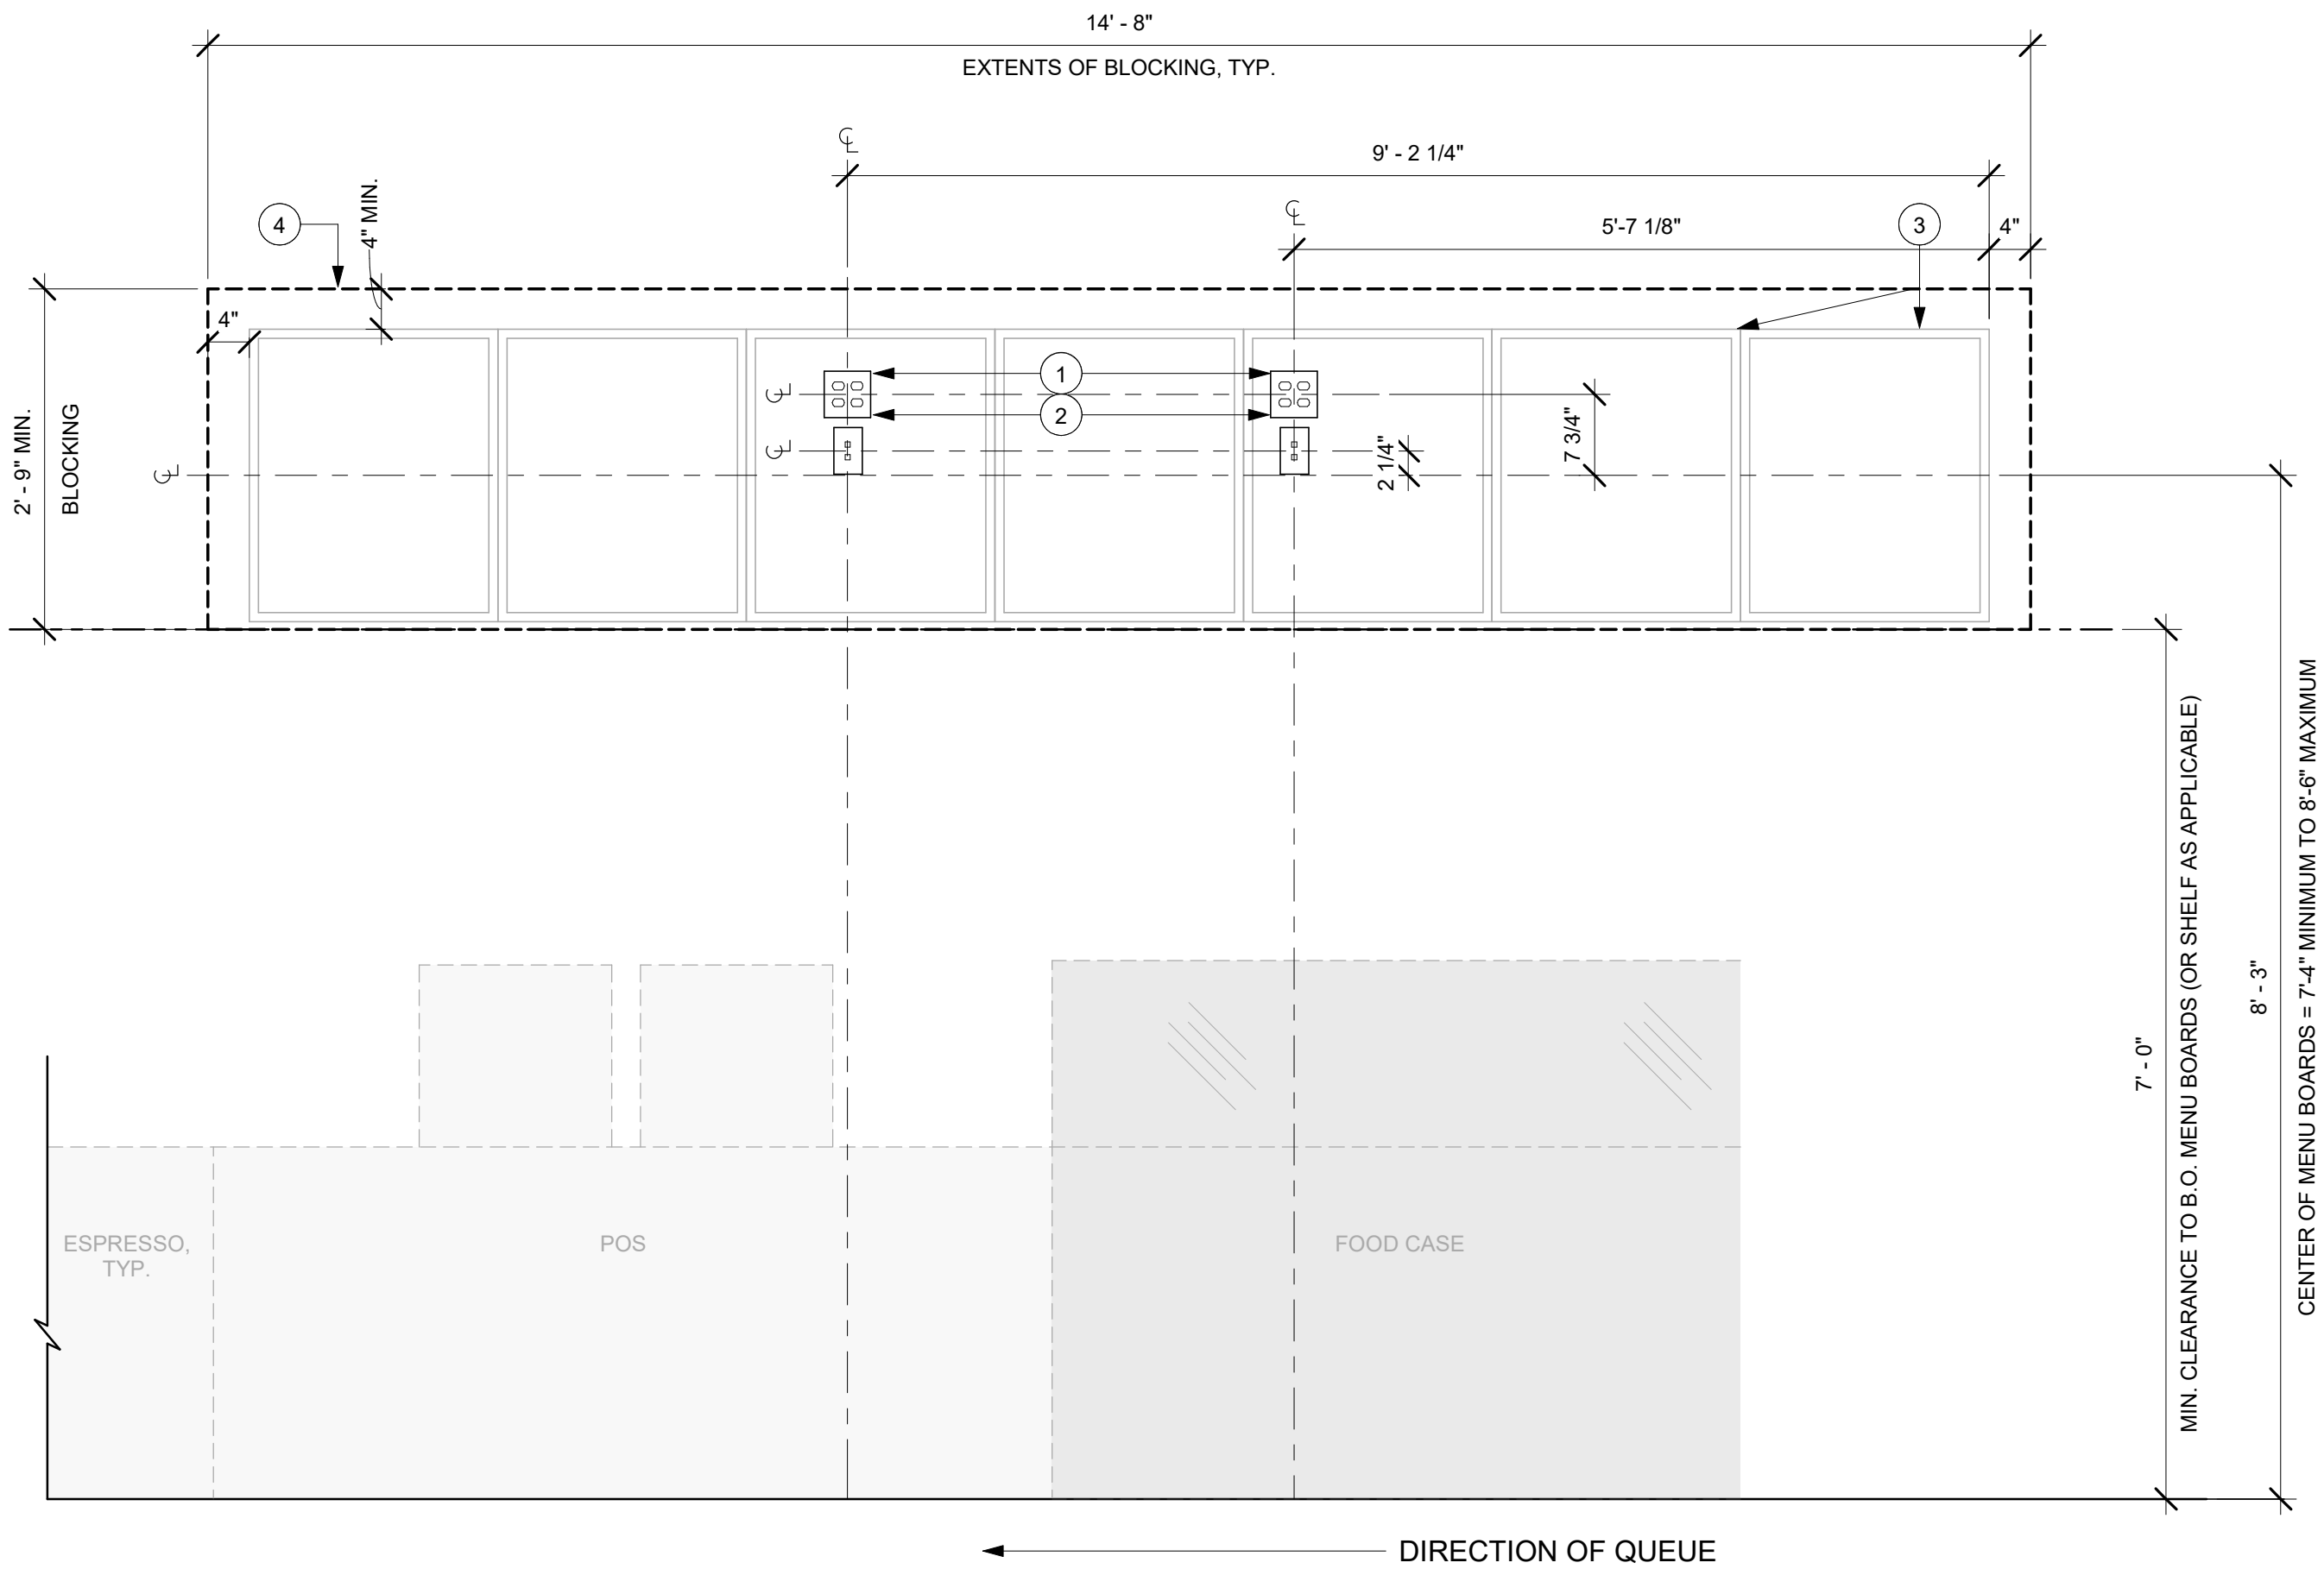 14' - 8"
EXTENTS OF BLOCKING, TYP.
℄
9' - 2 1/4"
℄
5'-7 1/8"
3
4"
4
4" MIN.
4"
1
℄
2
℄
℄
7 3/4"
2 1/4"
2' - 9" MIN.
BLOCKING
MIN. CLEARANCE TO B.O. MENU BOARDS (OR SHELF AS APPLICABLE)
7' - 0"
8' - 3"
CENTER OF MENU BOARDS = 7'-4" MINIMUM TO 8'-6" MAXIMUM
ESPRESSO,
TYP.
POS
FOOD CASE
DIRECTION OF QUEUE